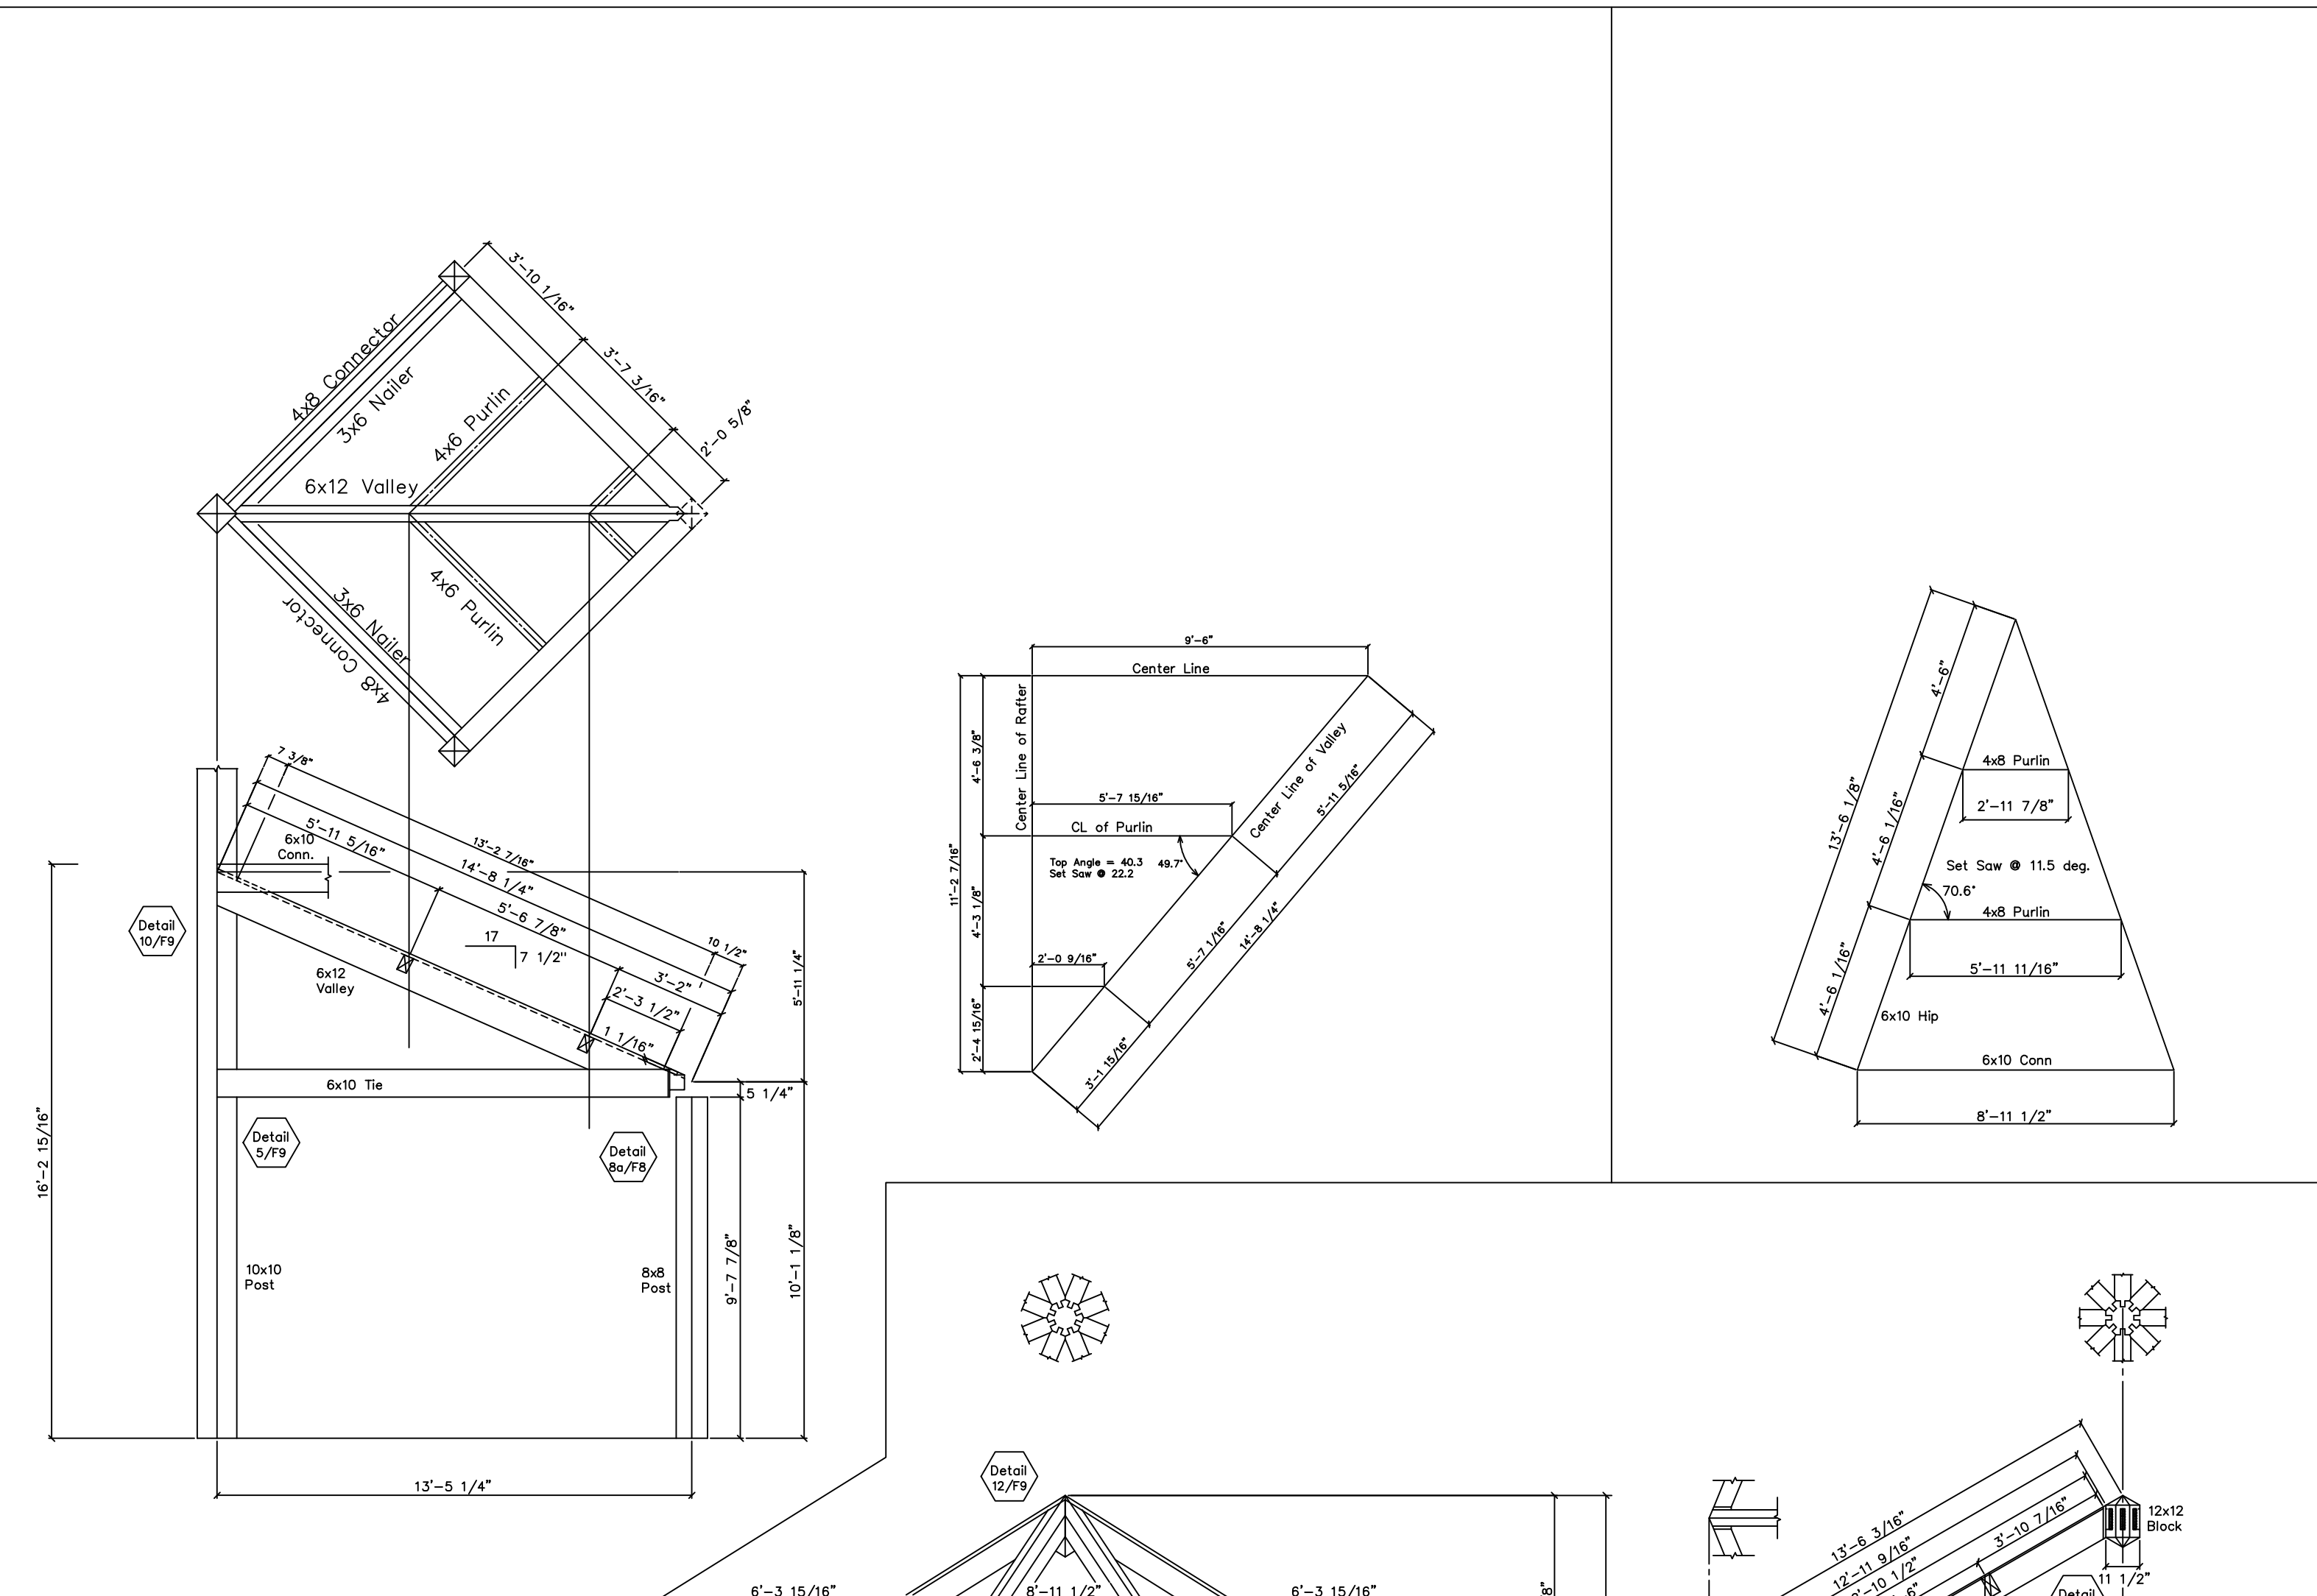 3'-10 1/16"
3'-7 3/16"
2'-0 5/8"
4x8 Connector
3x6 Nailer
4x6 Purlin
6x12 Valley
4x6 Purlin
3x6 Nailer
4x8 Connector
7 3/8"
13'-2 7/16"
14'-8 1/4"
5'-11 5/16"
5'-6 7/8"
3'-2"
10 1/2"
2'-3 1/2"
1 1/16"
6x10
Conn.
17
7 1/2"
6x12
Valley
Detail
10/F9
6x10 Tie
5 1/4"
5'-11 1/4"
Detail
5/F9
Detail
8a/F8
16'-2 15/16"
10x10
Post
8x8
Post
9'-7 7/8"
10'-1 1/8"
13'-5 1/4"
9'-6"
Center Line
Center Line of Rafter
4'-6 3/8"
11'-2 7/16"
4'-3 1/8"
2'-4 15/16"
5'-7 15/16"
CL of Purlin
Top Angle = 40.3
Set Saw @ 22.2
49.7°
Center Line of Valley
5'-11 5/16"
5'-7 1/16"
14'-8 1/4"
2'-0 9/16"
3'-1 15/16"
4'-6"
13'-6 1/8"
4'-6 1/16"
4'-6 1/16"
4x8 Purlin
2'-11 7/8"
Set Saw @ 11.5 deg.
70.6°
4x8 Purlin
5'-11 11/16"
6x10 Hip
6x10 Conn
8'-11 1/2"
Detail
12/F9
6'-3 15/16"
8'-11 1/2"
6'-3 15/16"
8"
13'-6 3/16"
12'-11 9/16"
-10 1/2"
6"
3'-10 7/16"
12x12
Block
11 1/2"
Detail